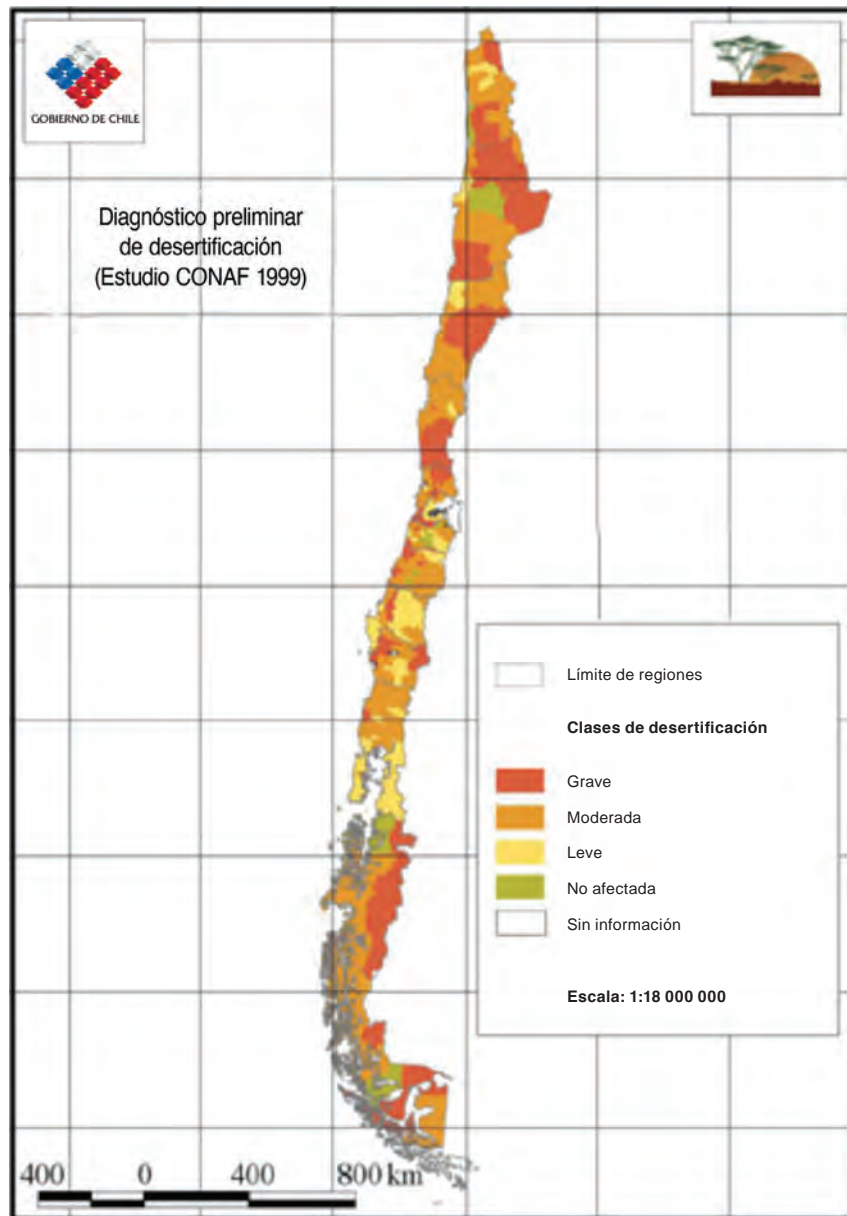 GOBIERNO DE CHILE
Diagnóstico preliminar
de desertificación
(Estudio CONAF 1999)
Límite de regiones
Clases de desertificación
Grave
Moderada
Leve
No afectada
Sin información
Escala: 1:18 000 000
400 0 400 800 km